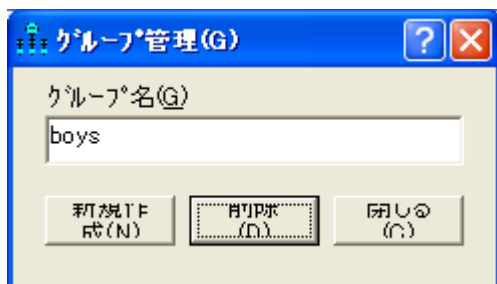 ｸﾞﾙｰﾌﾟ管理(G)
ｸﾞﾙｰﾌﾟ名(G)
boys
新規作
成(N)
削除
(D)
閉じる
(C)